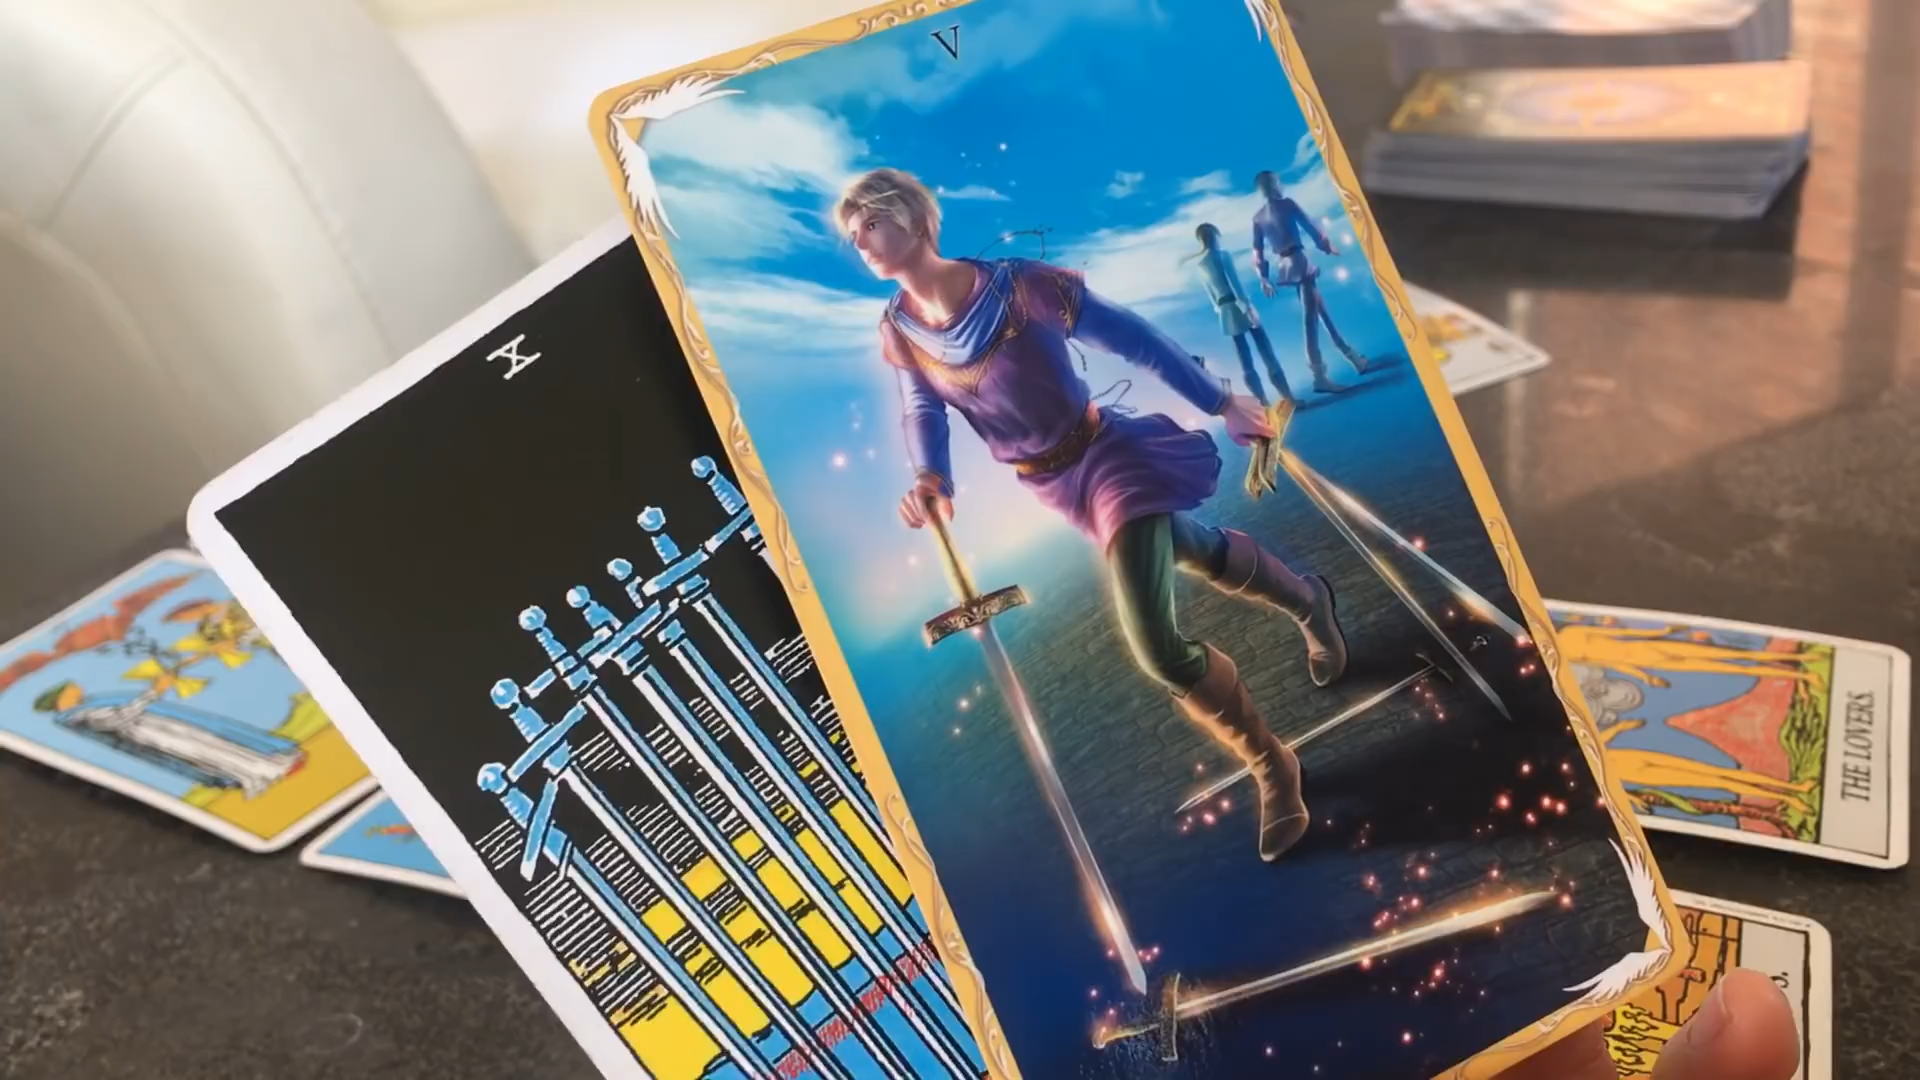 V
X
THE LOVERS.
S.